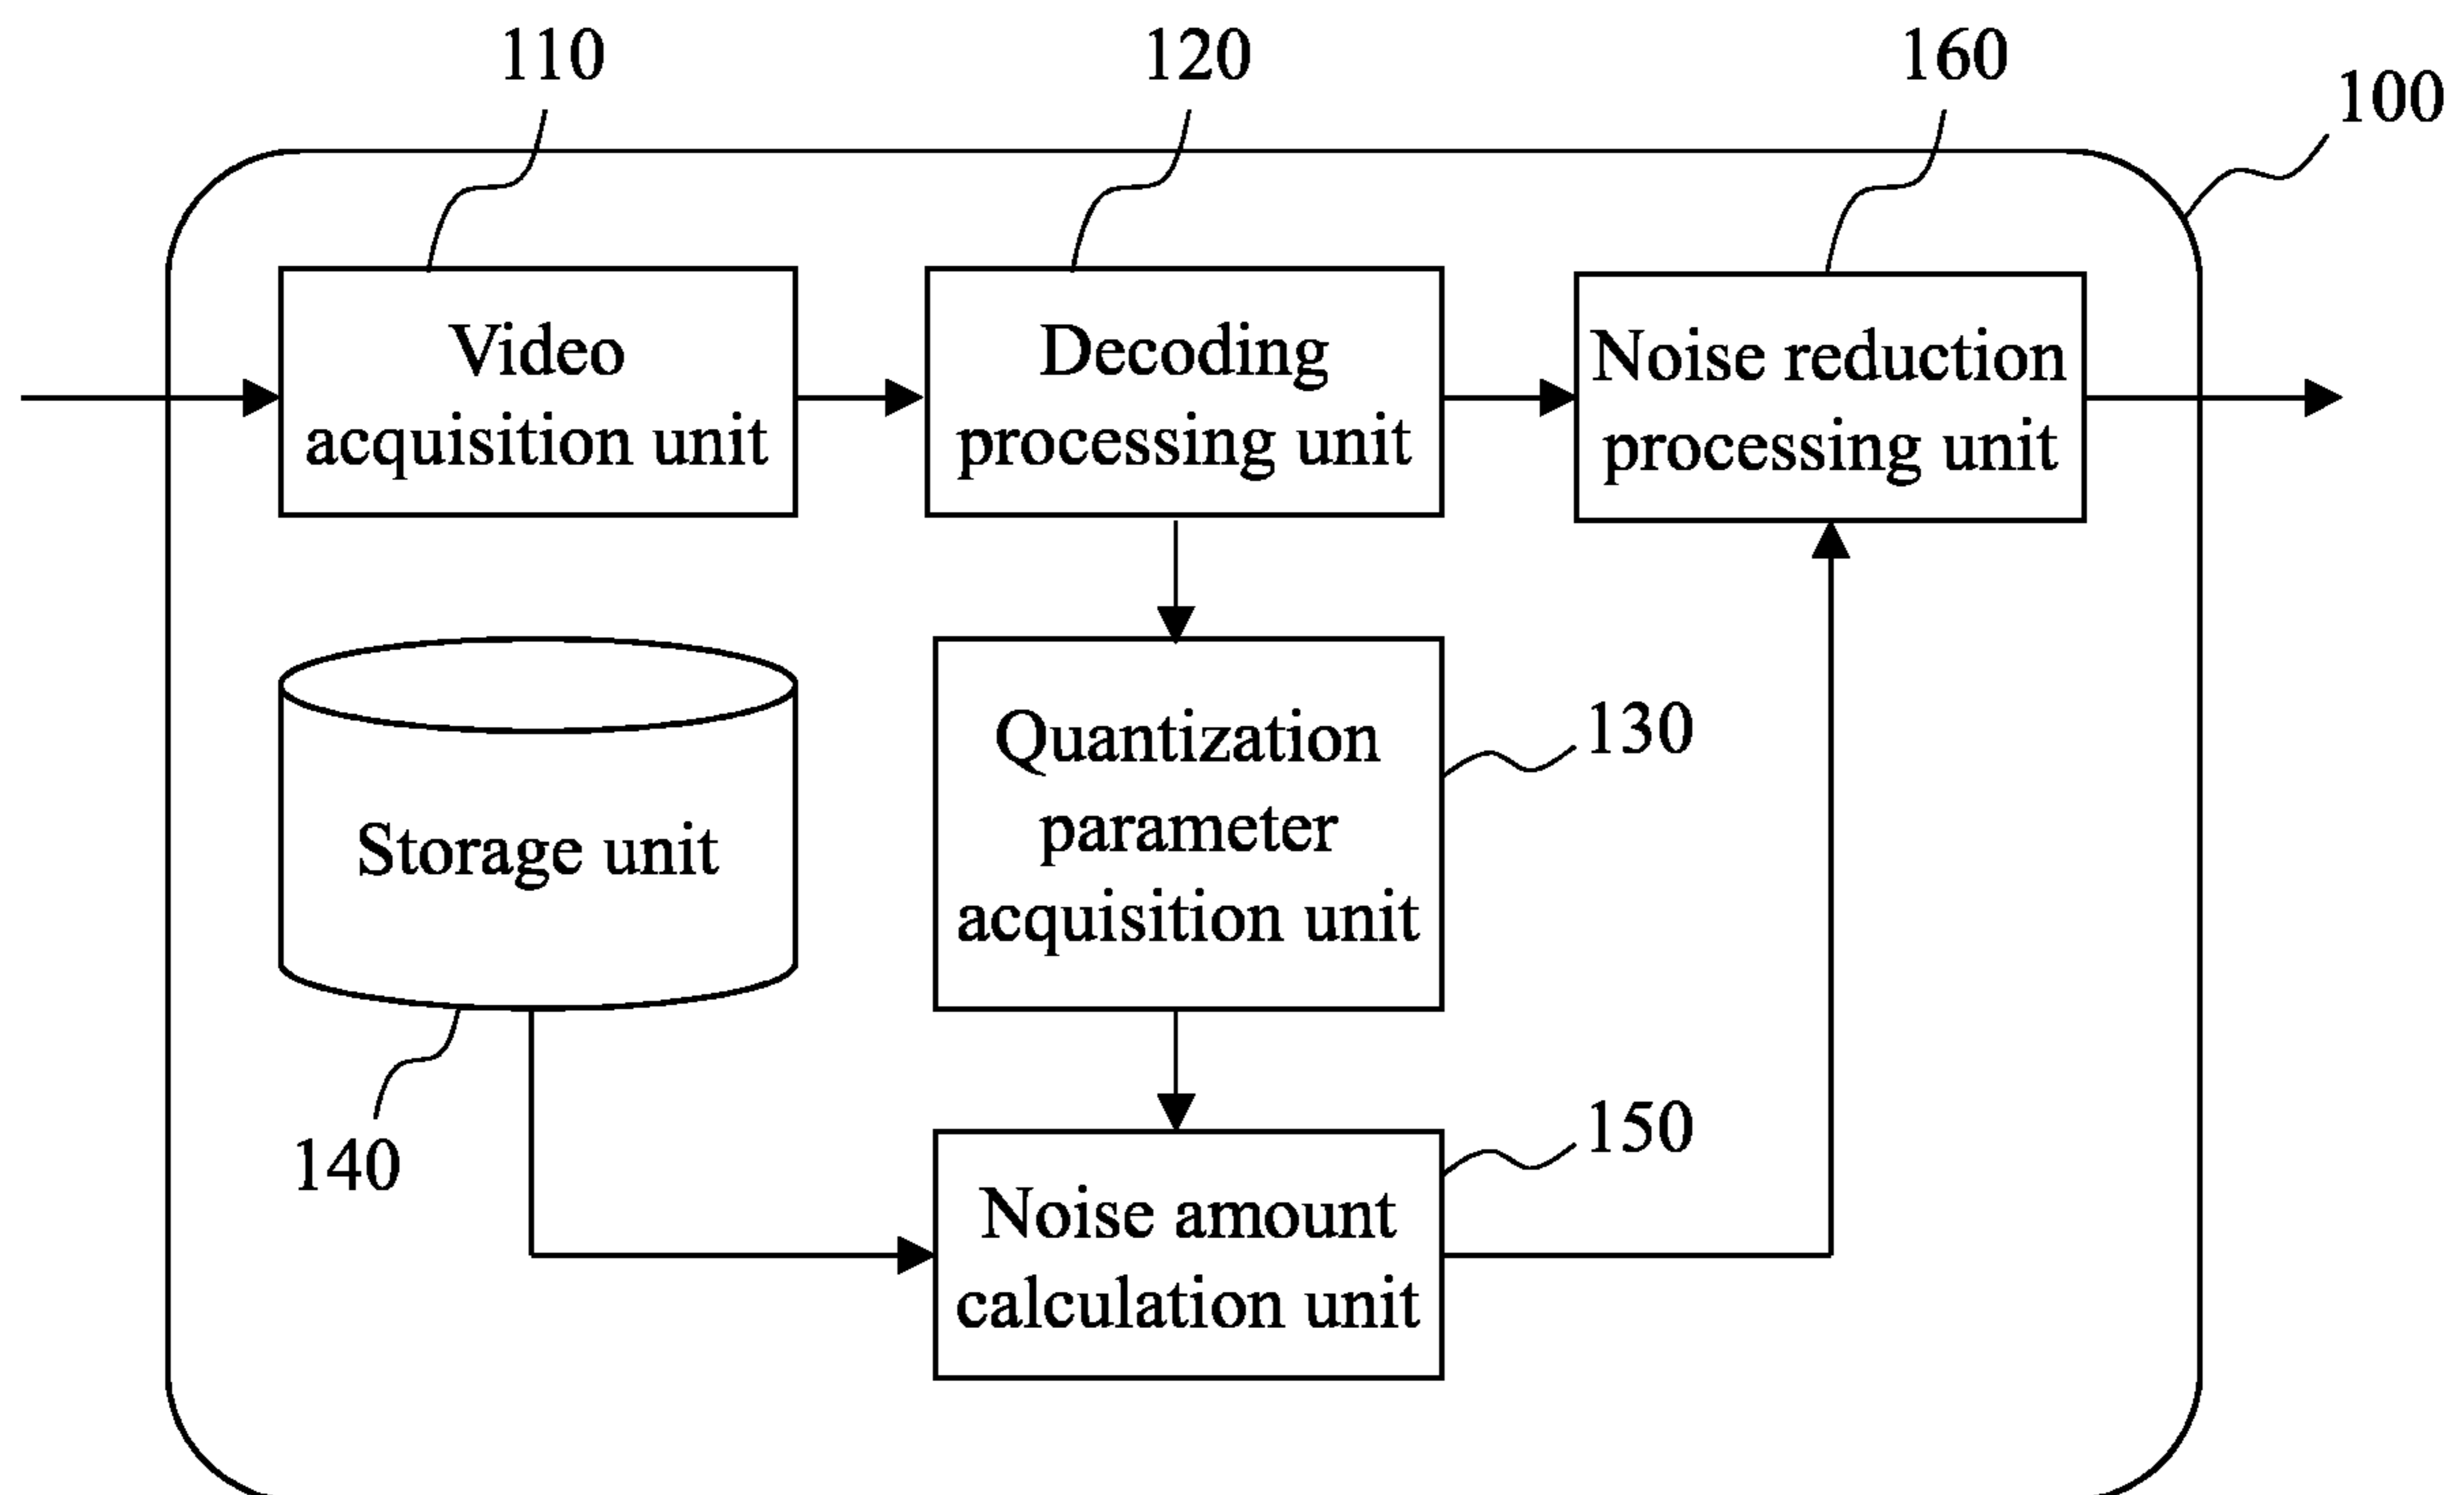 110
120
160
100
Video
acquisition unit
Decoding
processing unit
Noise reduction
processing unit
Storage unit
Quantization
parameter
acquisition unit
130
140
150
Noise amount
calculation unit